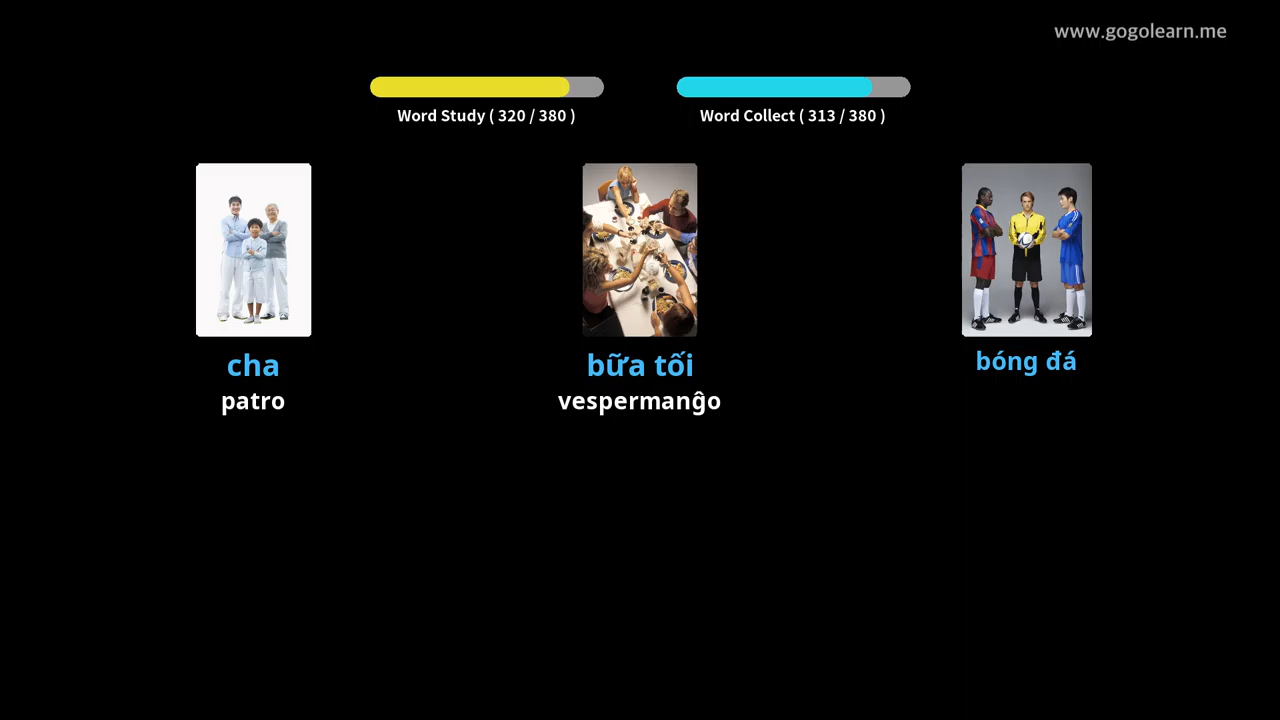 www.gogolearn.me
Word Study ( 320 / 380 )
Word Collect ( 313 / 380 )
cha
patro
bữa tối
vespermanĝo
bóng đá